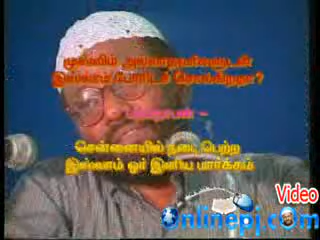 முஸ்லிம் அல்லாதவர்களுடன்
இஸ்லாம் போரிடச் சொல்கிறதா?
சென்னையில் நடைபெற்ற
இஸ்லாம் ஓர் இனிய மார்க்கம்
Video
Onlinepj.com